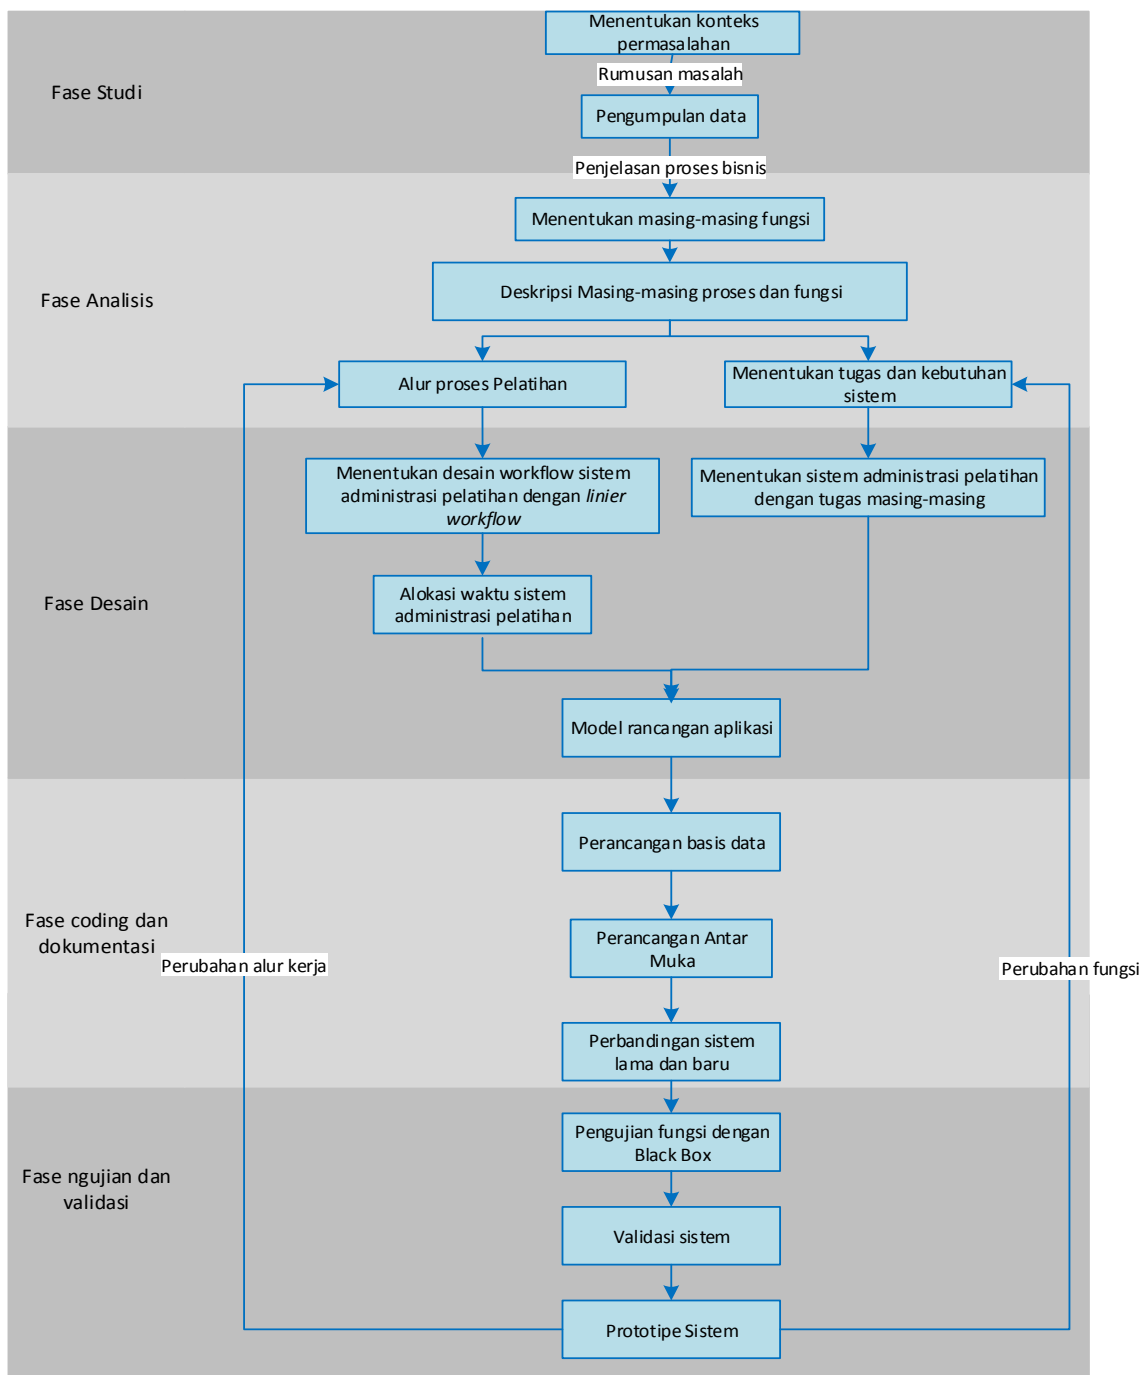 Menentukan konteks
permasalahan
Rumusan masalah
Fase Studi
Pengumpulan data
Penjelasan proses bisnis
Menentukan masing-masing fungsi
Fase Analisis
Deskripsi Masing-masing proses dan fungsi
Alur proses Pelatihan
Menentukan tugas dan kebutuhan
sistem
Menentukan desain workflow sistem
administrasi pelatihan dengan linier
workflow
Menentukan sistem administrasi pelatihan
dengan tugas masing-masing
Fase Desain
Alokasi waktu sistem
administrasi pelatihan
Model rancangan aplikasi
Perancangan basis data
Fase coding dan
dokumentasi
Perancangan Antar
Muka
Perubahan alur kerja
Perubahan fungsi
Perbandingan sistem
lama dan baru
Pengujian fungsi dengan
Black Box
Fase ngujian dan
validasi
Validasi sistem
Prototipe Sistem